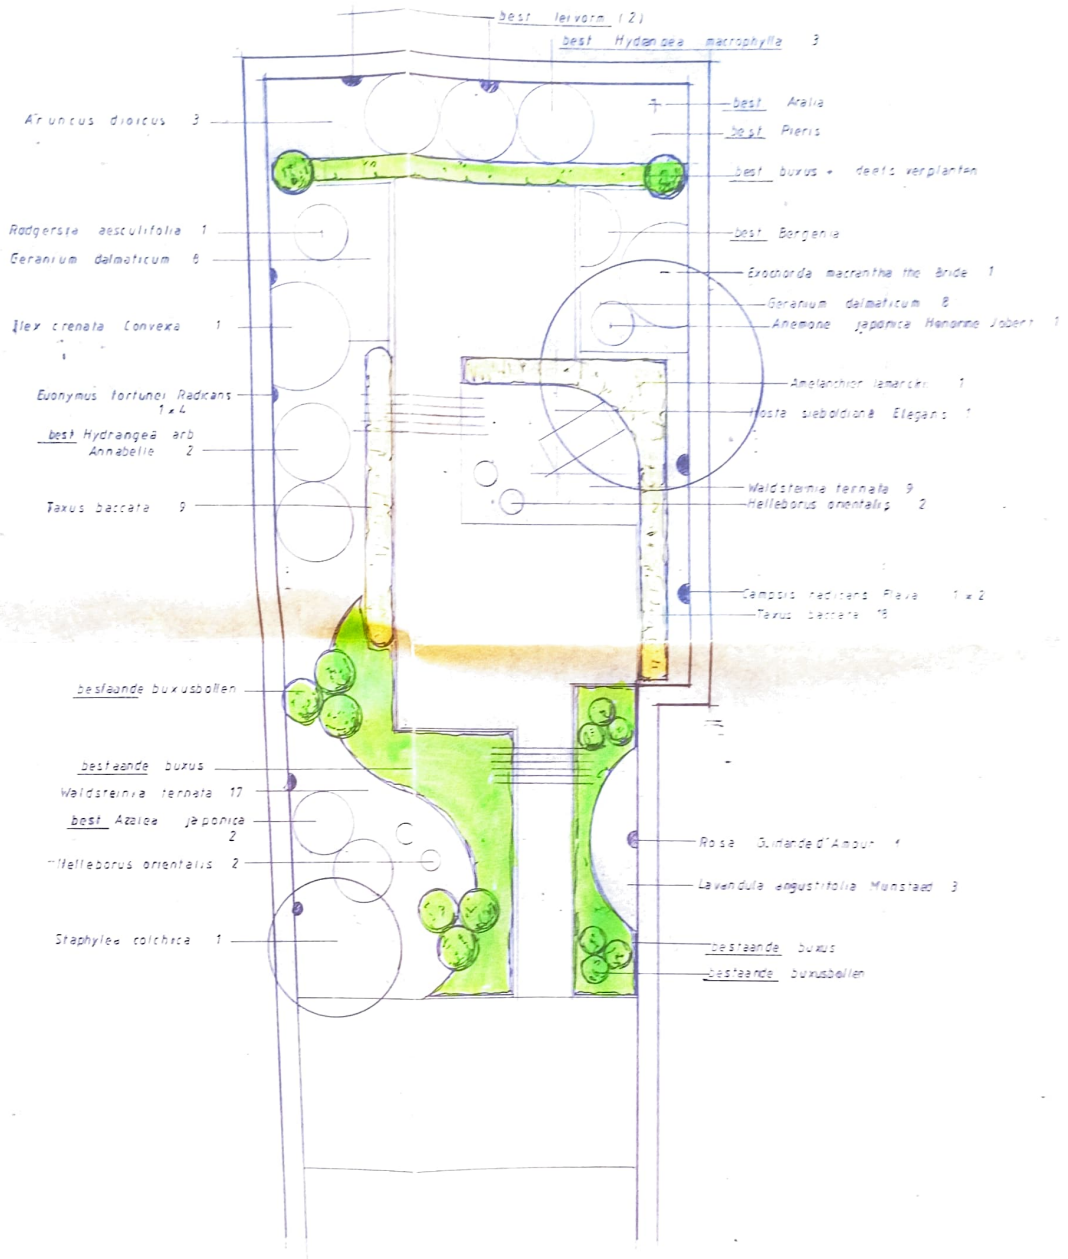 best leivorm (2)
best Hydrangea macrophylla 3
Aruncus dioicus 3
best Aralia
best Pieris
best buxus + deels verplanten
Rodgersia aesculifolia 1
best Bergenia
Geranium dalmaticum 6
Exochorda macrantha the Bride 1
Geranium dalmaticum 8
Ilex crenata Convexa 1
Anemone japonica Honorine Jobert 1
Amelanchier lamarckii 1
Euonymus fortunei Radicans
1 x 4
Hosta sieboldiana Elegans 1
best Hydrangea arb
Annabelle 2
Waldsteinia ternata 9
Helleborus orientalis 2
Taxus baccata 9
Campsis radicans Flava 1 x 2
Taxus baccata 18
bestaande buxusbollen
bestaande buxus
Waldsteinia ternata 17
best Azalea japonica
2
Helleborus orientalis 2
Rosa Guirlande d'Amour 1
Lavandula angustifolia Munstead 3
Staphylea colchica 1
bestaande buxus
bestaande buxusbollen